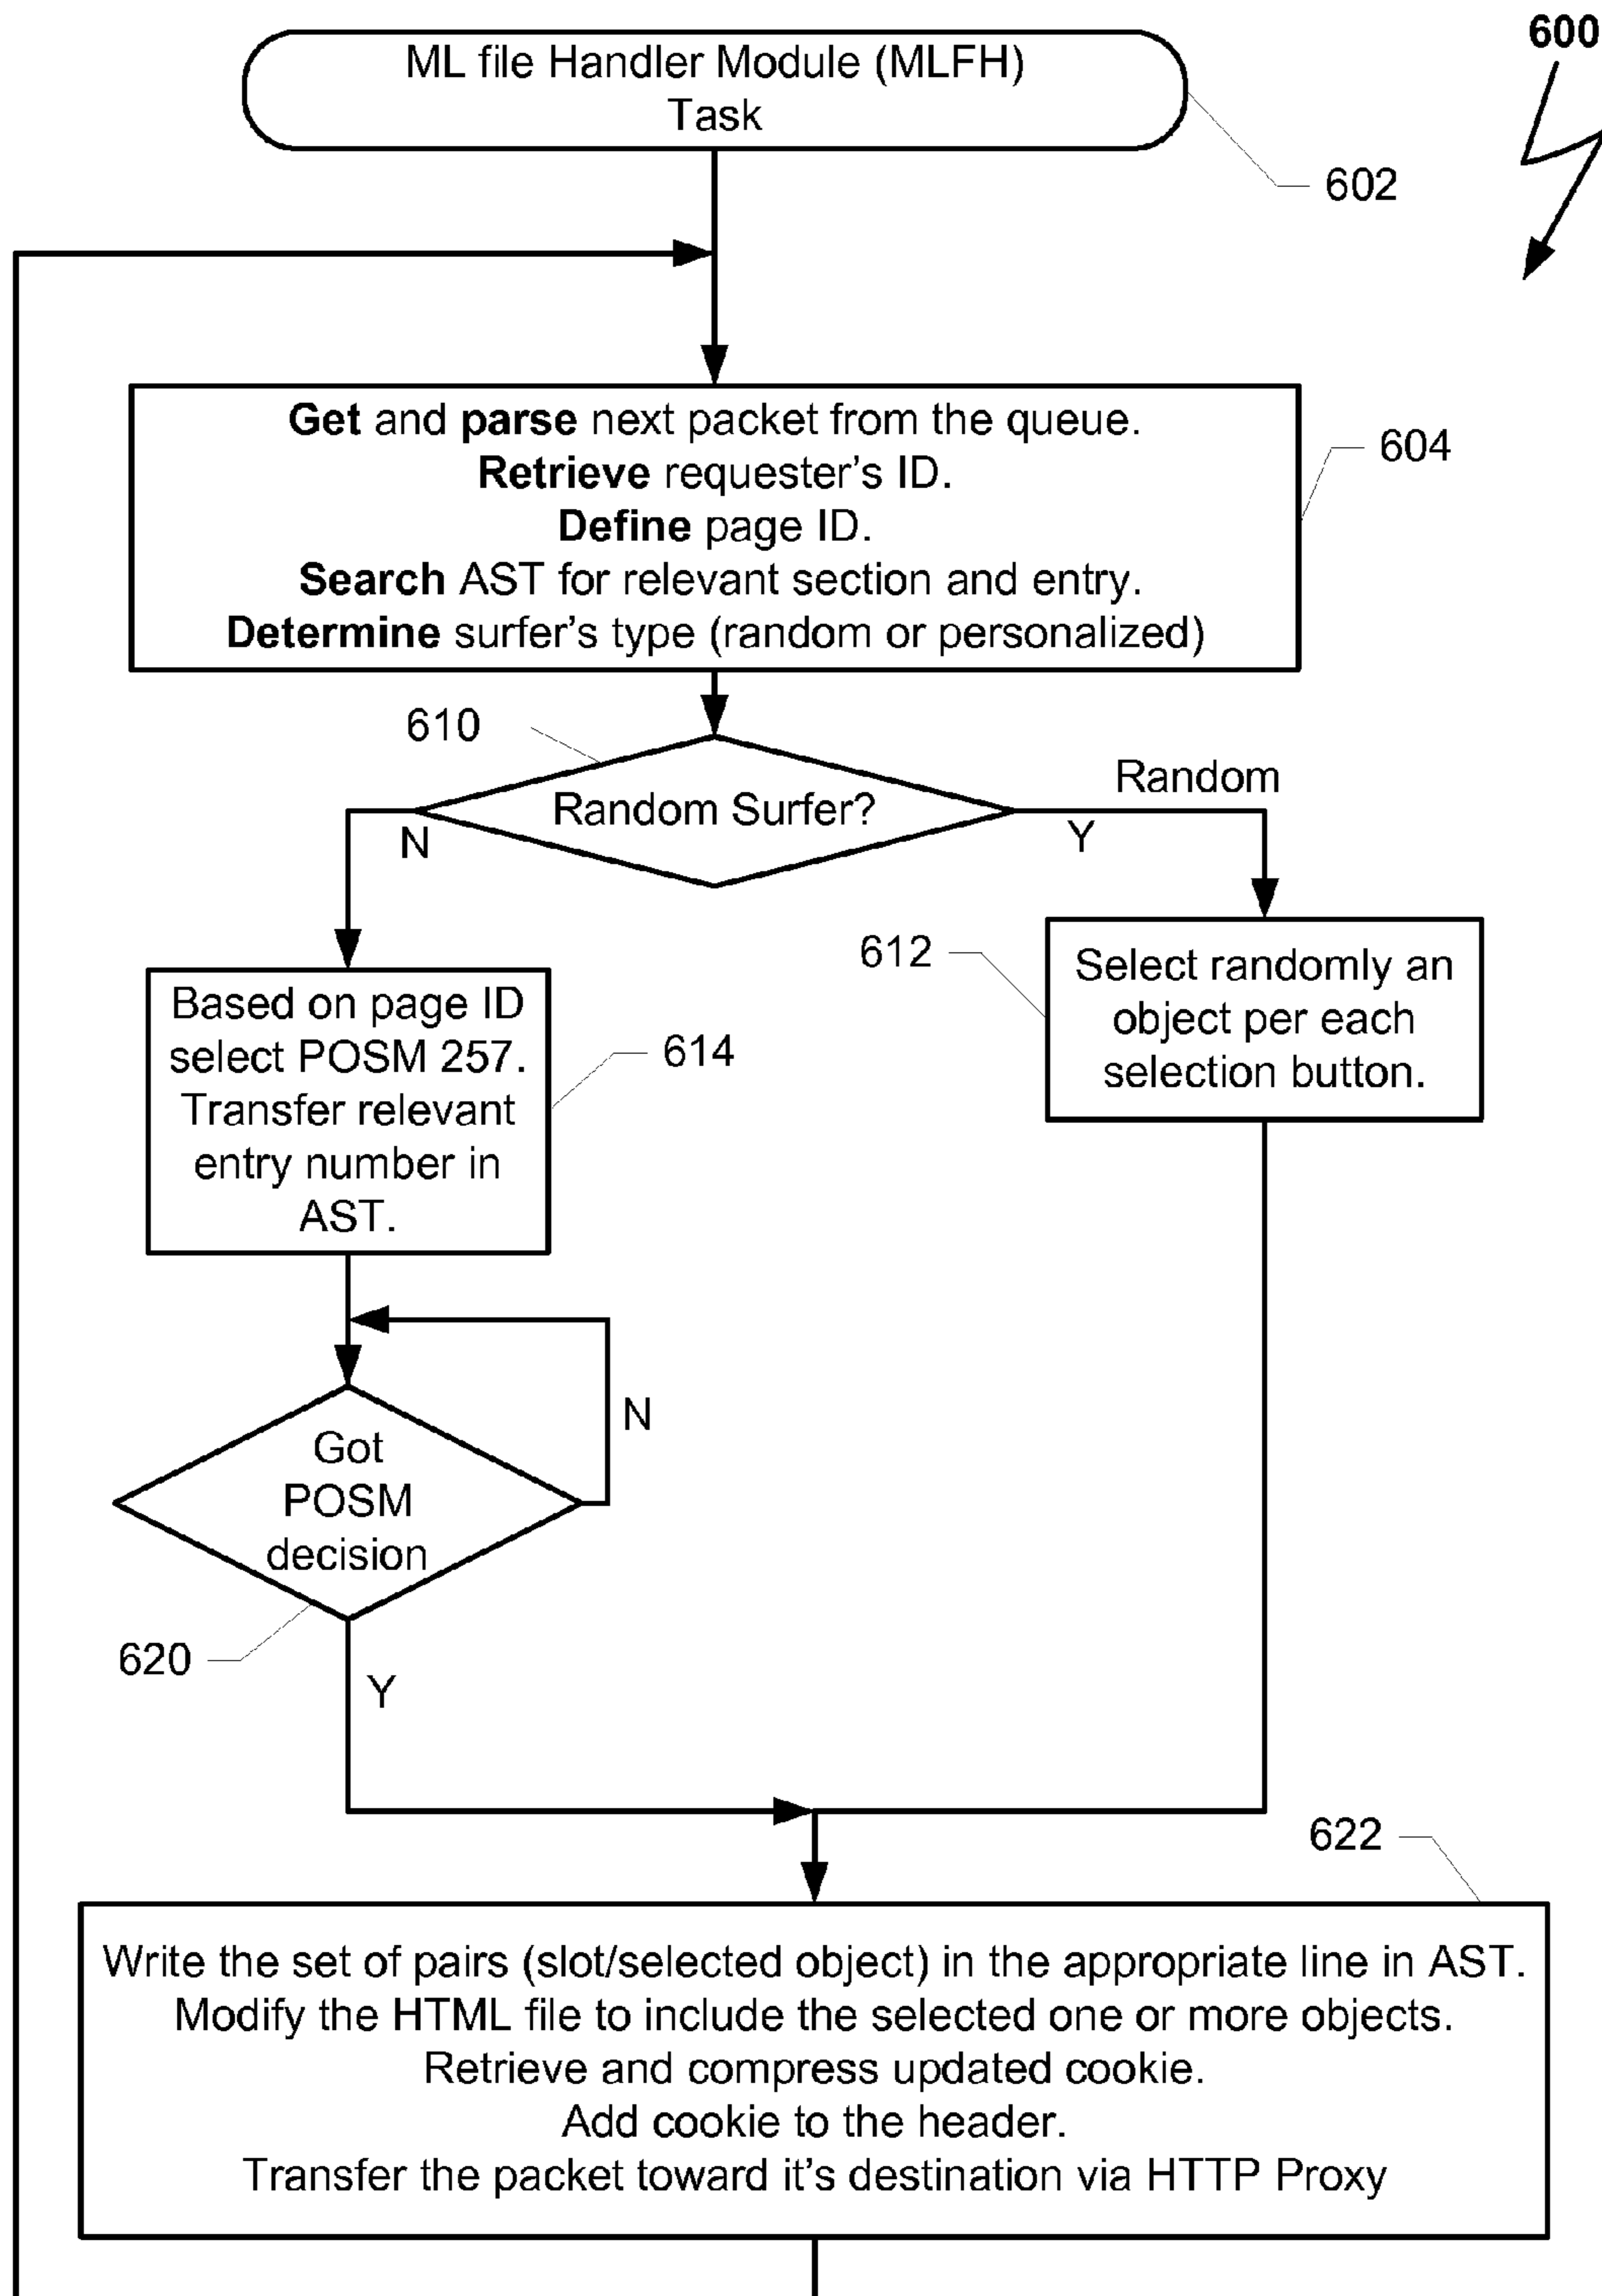 600
ML file Handler Module (MLFH)
Task
602
Get and parse next packet from the queue.
Retrieve requester's ID.
Define page ID.
Search AST for relevant section and entry.
Determine surfer's type (random or personalized)
604
610
Random Surfer?
Random
N
Y
612
Select randomly an
object per each
selection button.
Based on page ID
select POSM 257.
Transfer relevant
entry number in
AST.
614
Got
POSM
decision
N
620
Y
622
Write the set of pairs (slot/selected object) in the appropriate line in AST.
Modify the HTML file to include the selected one or more objects.
Retrieve and compress updated cookie.
Add cookie to the header.
Transfer the packet toward it's destination via HTTP Proxy